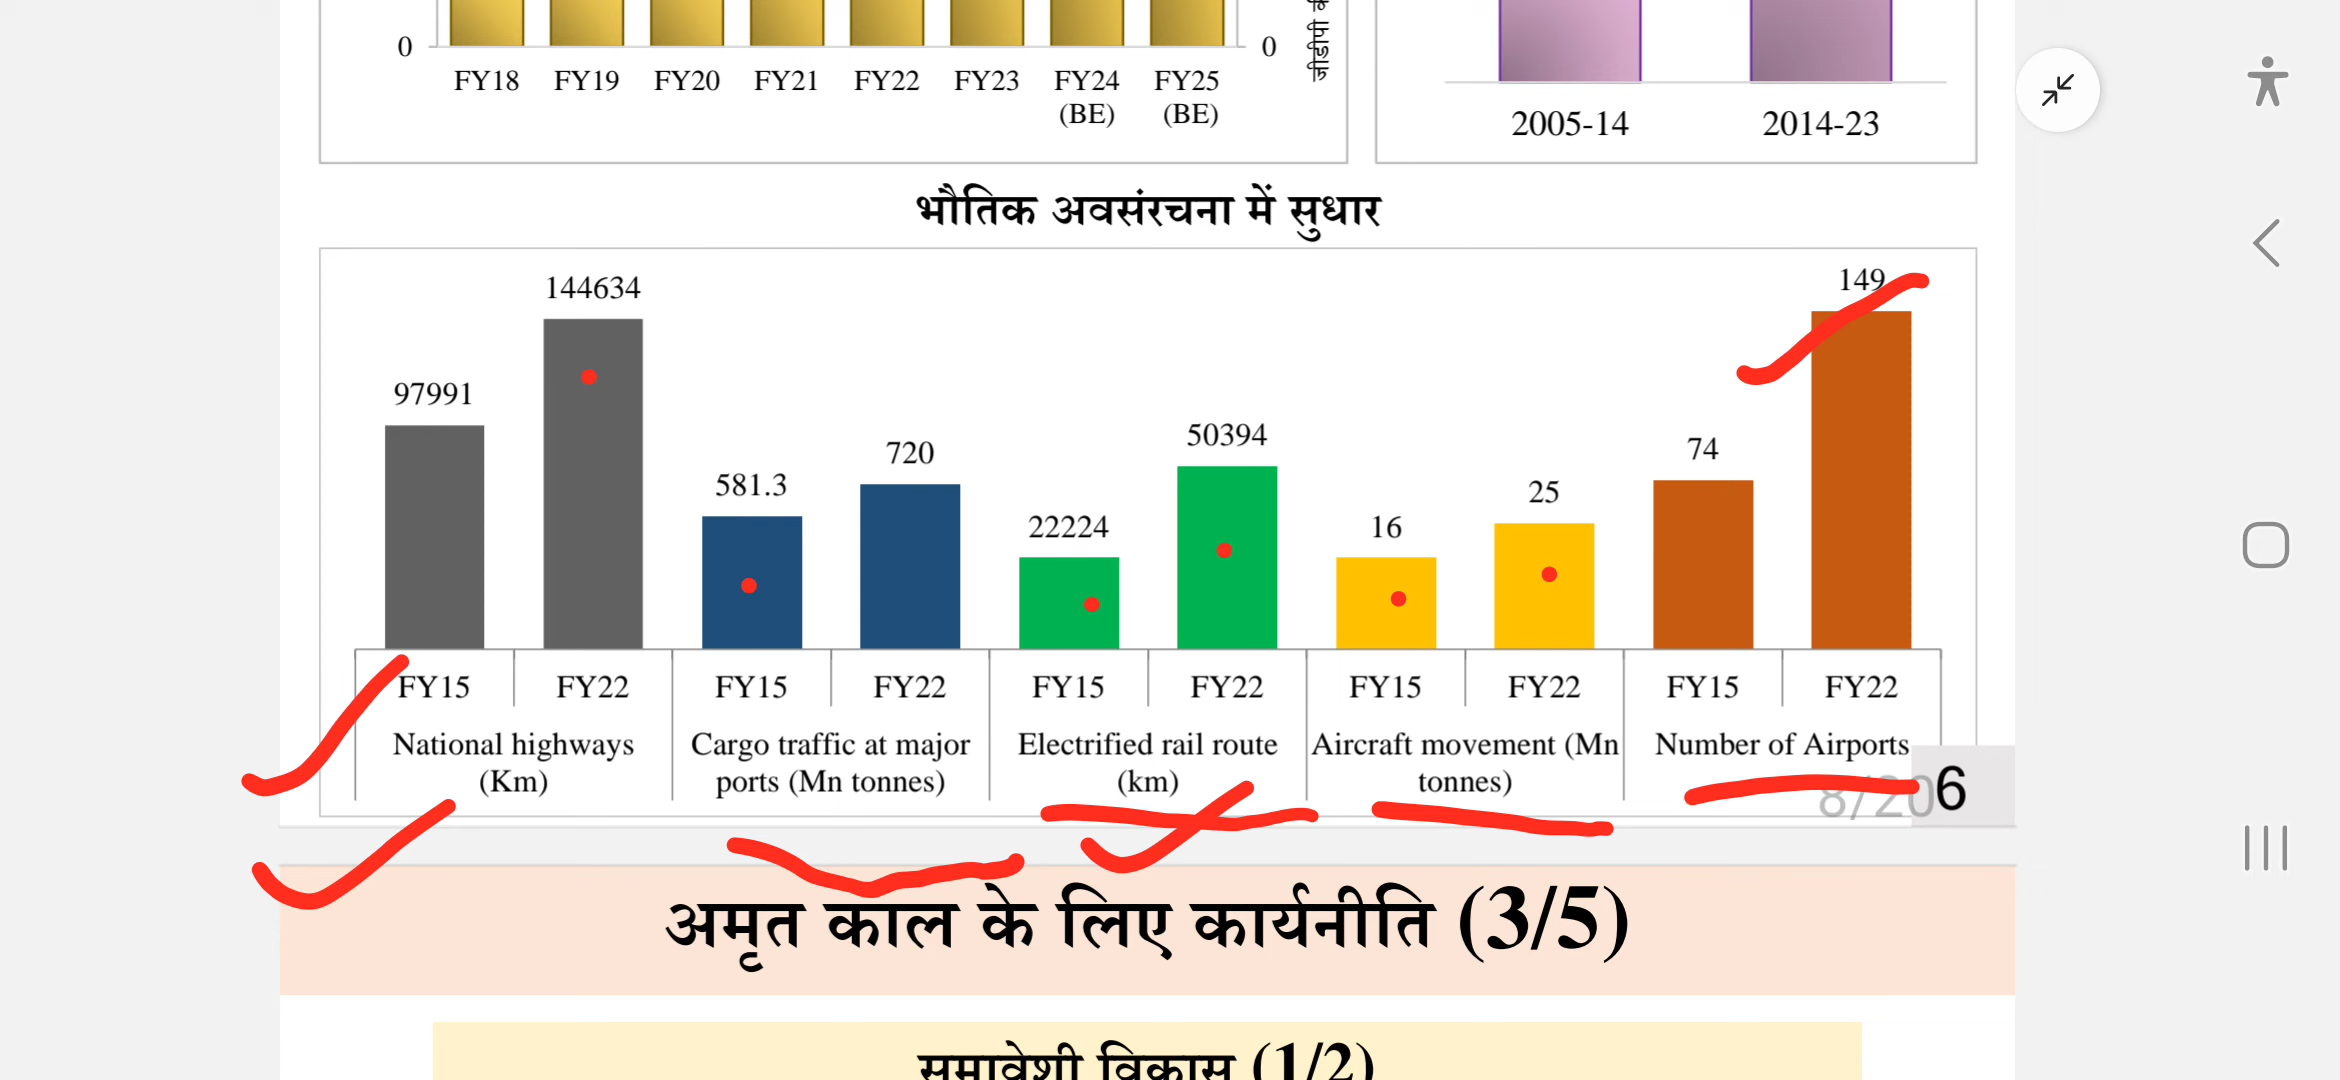 0 0
FY18 FY19 FY20 FY21 FY22 FY23 FY24 (BE) FY25 (BE)
जीडीपी
2005-14 2014-23
भौतिक अवसंरचना में सुधार
97991 144634 581.3 720 22224 50394 16 25 74 149
FY15 FY22 FY15 FY22 FY15 FY22 FY15 FY22 FY15 FY22
National highways (Km)
Cargo traffic at major ports (Mn tonnes)
Electrified rail route (km)
Aircraft movement (Mn tonnes)
Number of Airports
8/20
6
अमृत काल के लिए कार्यनीति (3/5)
समावेशी विकास (1/2)